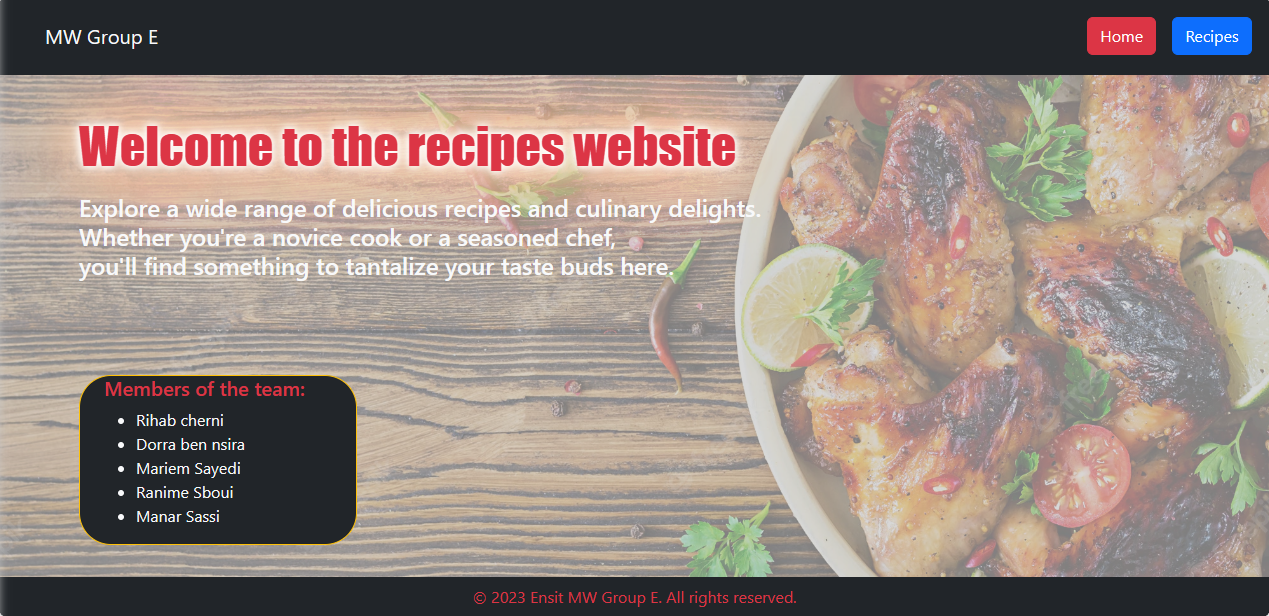 MW Group E
Home
Recipes
Welcome to the recipes website
Explore a wide range of delicious recipes and culinary delights.
Whether you're a novice cook or a seasoned chef,
you'll find something to tantalize your taste buds here.
Members of the team:
Rihab cherni
Dorra ben nsira
Mariem Sayedi
Ranime Sboui
Manar Sassi
© 2023 Ensit MW Group E. All rights reserved.